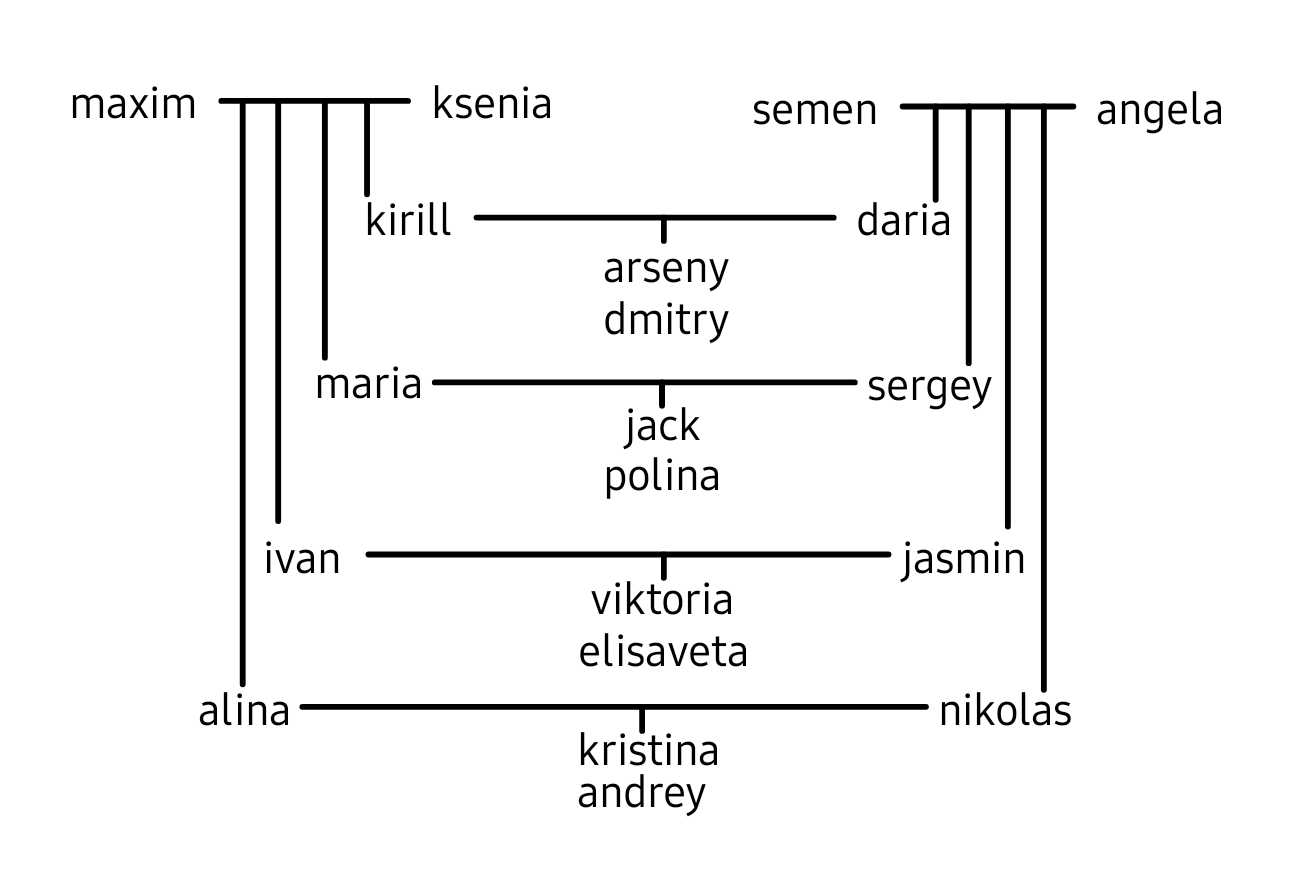 maxim ksenia semen angela
kirill daria
arseny
dmitry
maria sergey
jack
polina
ivan jasmin
viktoria
elisaveta
alina nikolas
kristina
andrey